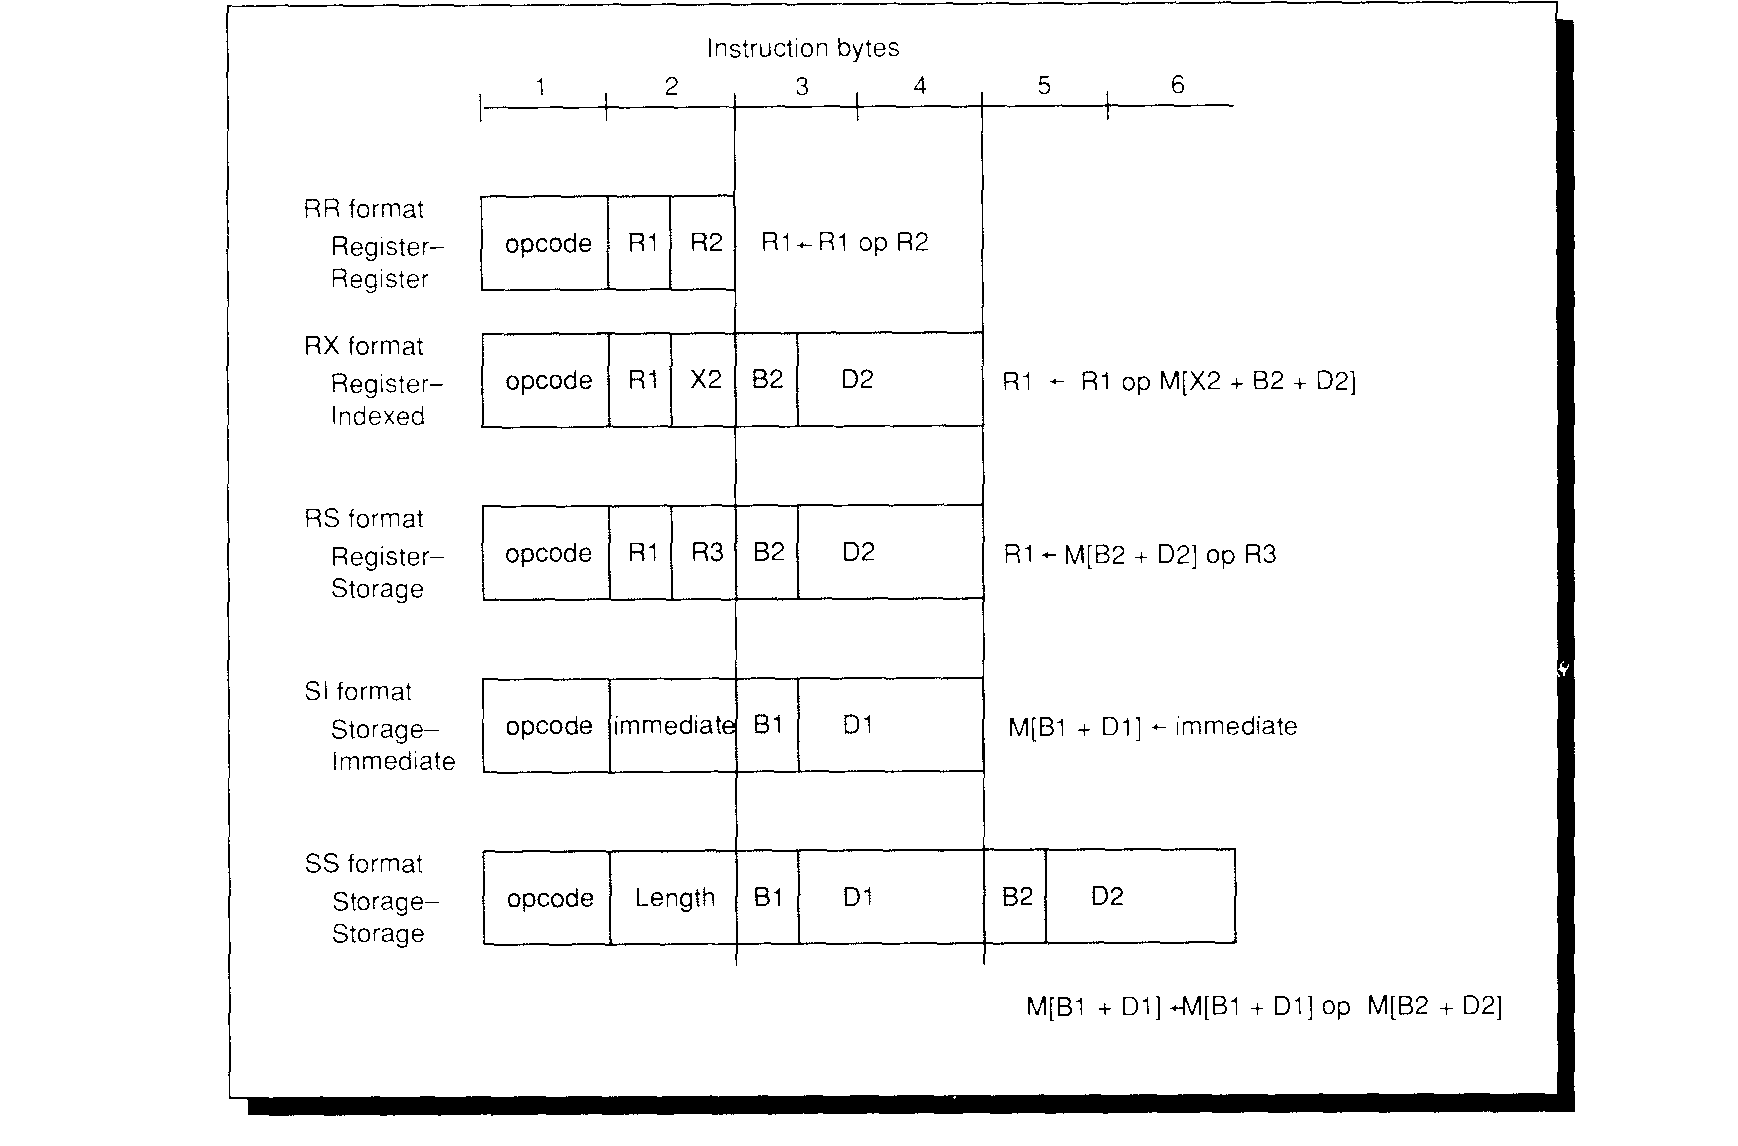 Instruction bytes
1 2 3 4 5 6
RR format
Register–
Register
opcode R1 R2 R1←R1 op R2
RX format
Register-
Indexed
opcode R1 X2 B2 D2 R1 ← R1 op M[X2 + B2 + D2]
RS format
Register–
Storage
opcode R1 R3 B2 D2 R1←M[B2 + D2] op R3
SI format
Storage–
Immediate
opcode immediate B1 D1 M[B1 + D1] ← immediate
SS format
Storage–
Storage
opcode Length B1 D1 B2 D2
M[B1 + D1]←M[B1 + D1] op M[B2 + D2]